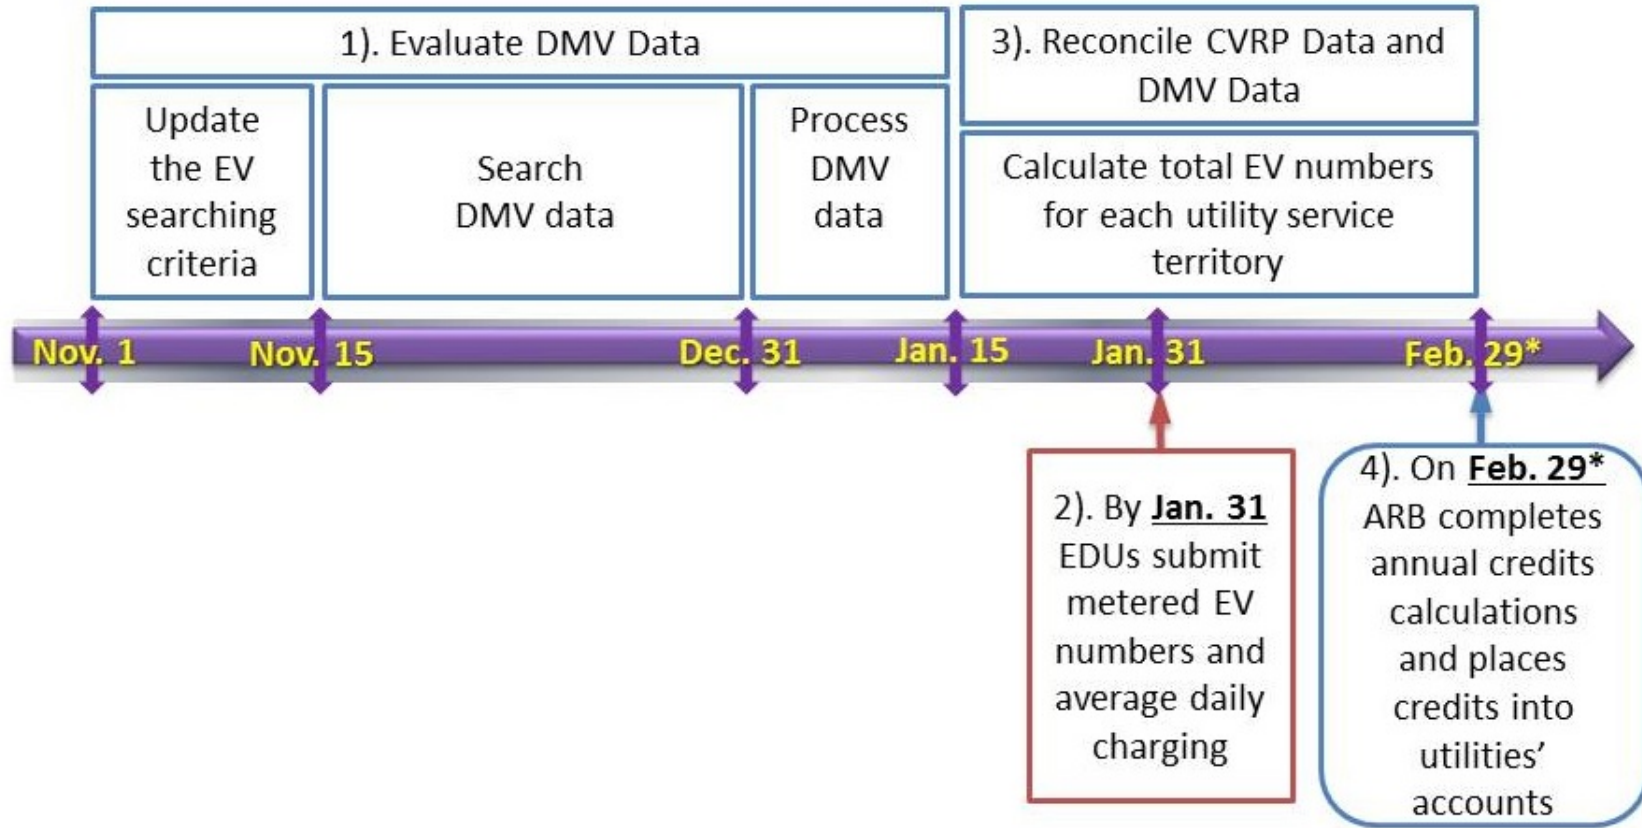 1). Evaluate DMV Data
3). Reconcile CVRP Data and
DMV Data
Update
the EV
searching
criteria
Search
DMV data
Process
DMV
data
Calculate total EV numbers
for each utility service
territory
Nov. 1
Nov. 15
Dec. 31
Jan. 15
Jan. 31
Feb. 29*
2). By Jan. 31
EDUs submit
metered EV
numbers and
average daily
charging
4). On Feb. 29*
ARB completes
annual credits
calculations
and places
credits into
utilities’
accounts